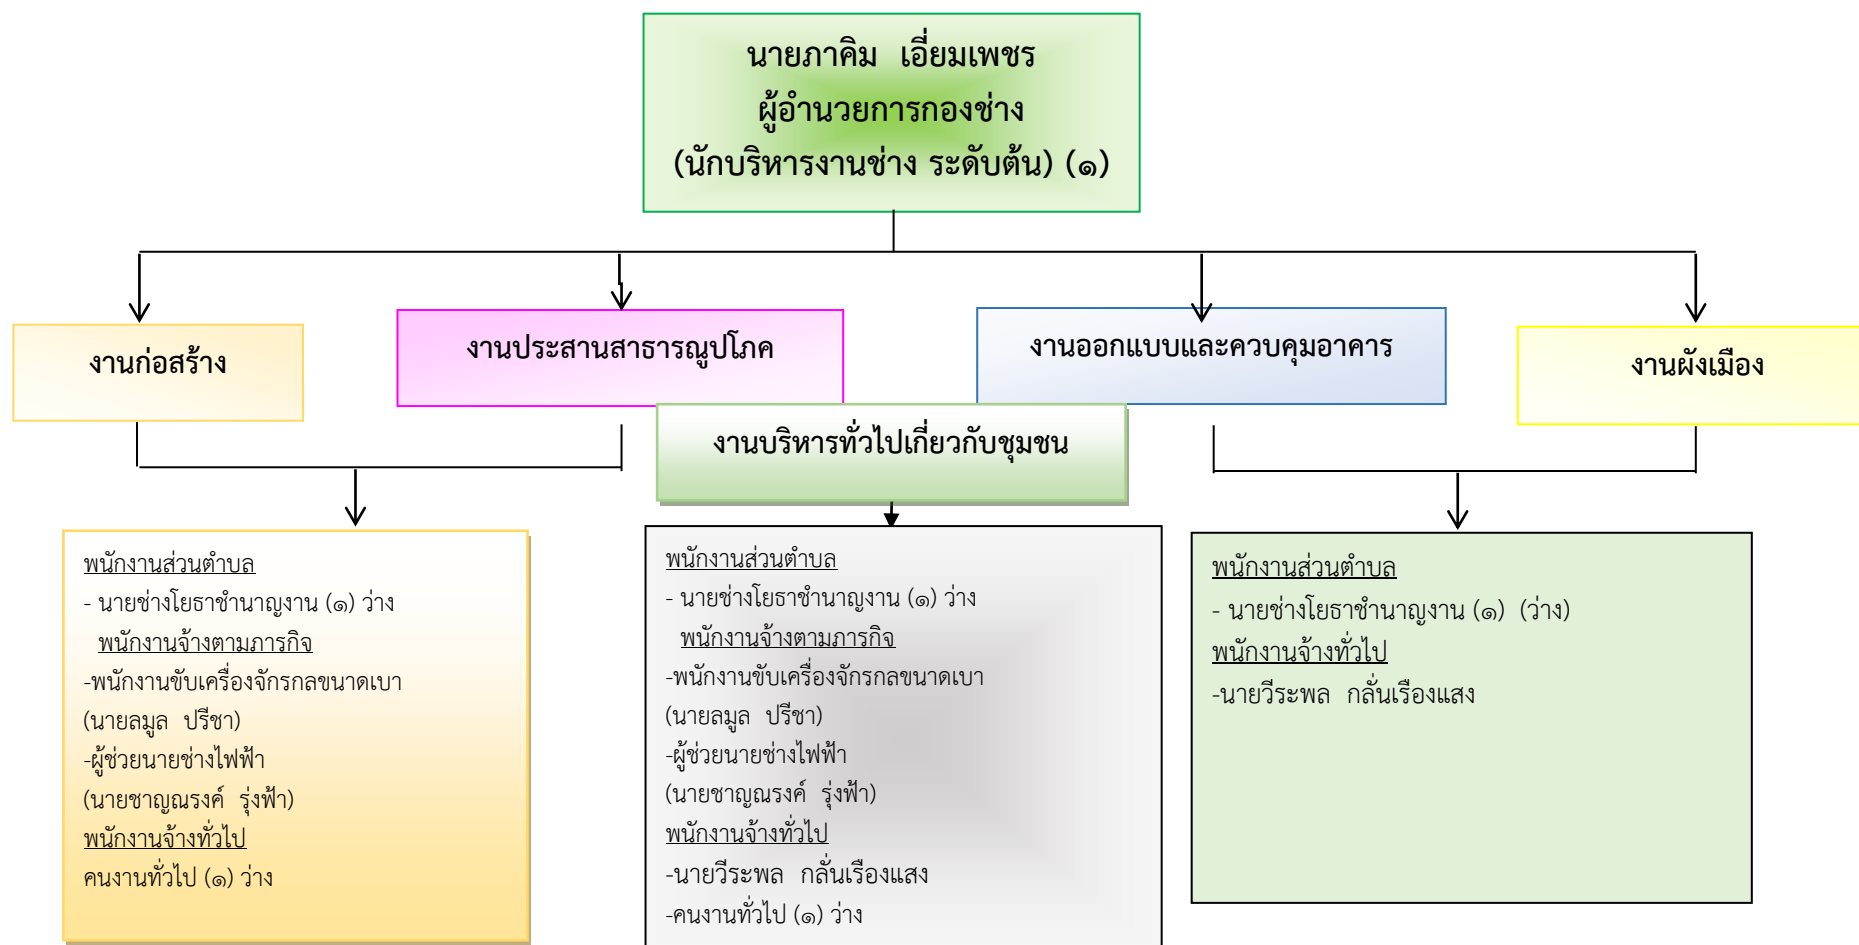 นายภาคิม เอี่ยมเพชร
ผู้อำนวยการกองช่าง
(นักบริหารงานช่าง ระดับต้น) (๑)
งานก่อสร้าง
งานประสานสาธารณูปโภค
งานออกแบบและควบคุมอาคาร
งานผังเมือง
งานบริหารทั่วไปเกี่ยวกับชุมชน
พนักงานส่วนตำบล
- นายช่างโยธาชำนาญงาน (๑) ว่าง
พนักงานจ้างตามภารกิจ
-พนักงานขับเครื่องจักรกลขนาดเบา
(นายลมูล ปรีชา)
-ผู้ช่วยนายช่างไฟฟ้า
(นายชาญณรงค์ รุ่งฟ้า)
พนักงานจ้างทั่วไป
คนงานทั่วไป (๑) ว่าง
พนักงานส่วนตำบล
- นายช่างโยธาชำนาญงาน (๑) ว่าง
พนักงานจ้างตามภารกิจ
-พนักงานขับเครื่องจักรกลขนาดเบา
(นายลมูล ปรีชา)
-ผู้ช่วยนายช่างไฟฟ้า
(นายชาญณรงค์ รุ่งฟ้า)
พนักงานจ้างทั่วไป
-นายวีระพล กลั่นเรืองแสง
-คนงานทั่วไป (๑) ว่าง
พนักงานส่วนตำบล
- นายช่างโยธาชำนาญงาน (๑) (ว่าง)
พนักงานจ้างทั่วไป
-นายวีระพล กลั่นเรืองแสง